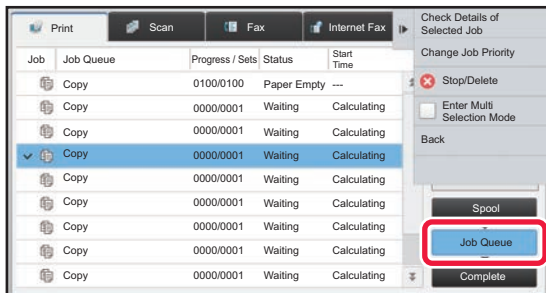 Print Scan Fax Internet Fax
Check Details of
Selected Job
Change Job Priority
Stop/Delete
Enter Multi
Selection Mode
Back
Job Job Queue Progress / Sets Status Start
Time
Copy 0100/0100 Paper Empty ---
Copy 0000/0001 Waiting Calculating
Copy 0000/0001 Waiting Calculating
Copy 0000/0001 Waiting Calculating
Copy 0000/0001 Waiting Calculating
Copy 0000/0001 Waiting Calculating
Copy 0000/0001 Waiting Calculating
Copy 0000/0001 Waiting Calculating
Copy 0000/0001 Waiting Calculating
Spool
Job Queue
Complete